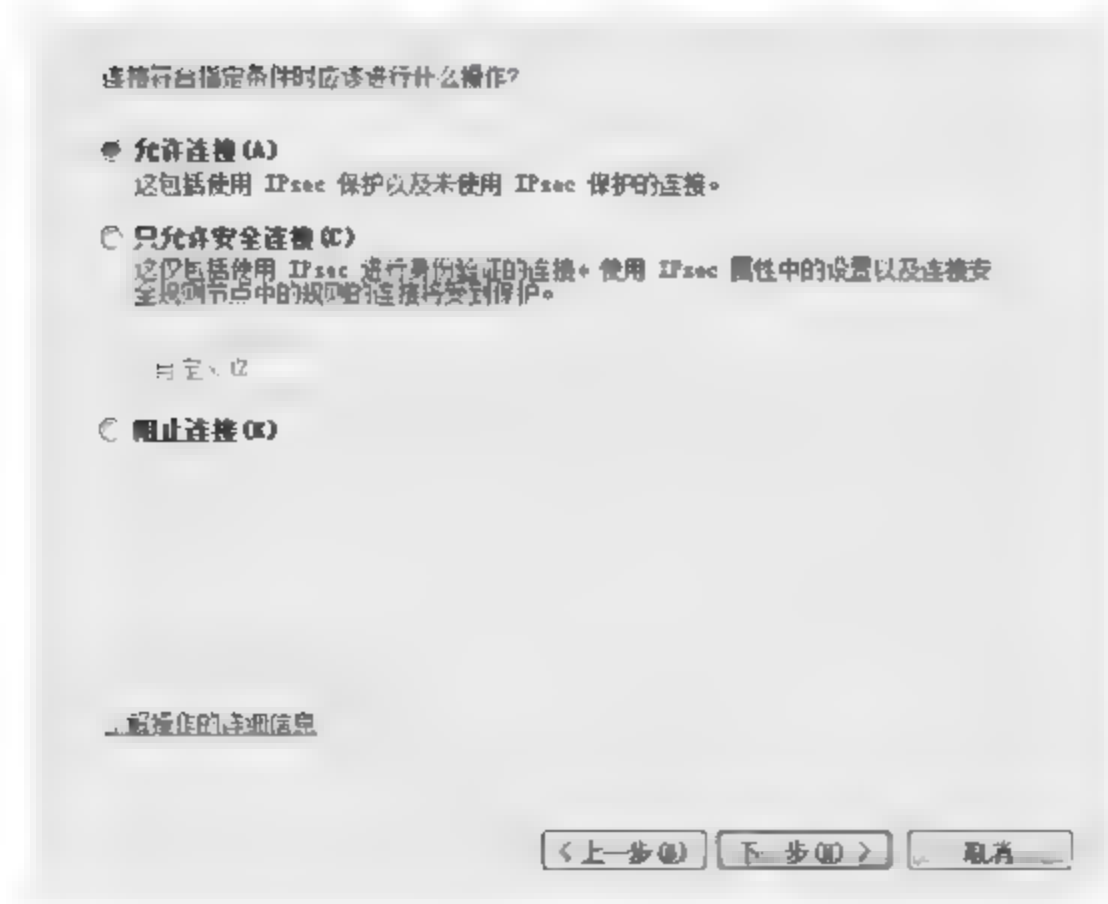 连接符合指定条件时应该进行什么操作?
允许连接(A)
这包括使用 IPsec 保护以及未使用 IPsec 保护的连接。
只允许安全连接(C)
这仅包括使用 IPsec 进行身份验证的连接。使用 IPsec 属性中的设置以及连接安
全规则节点中的规则的连接将受到保护。
阻止连接(K)
了解操作的详细信息
<上一步(B)
下一步(N) >
取消